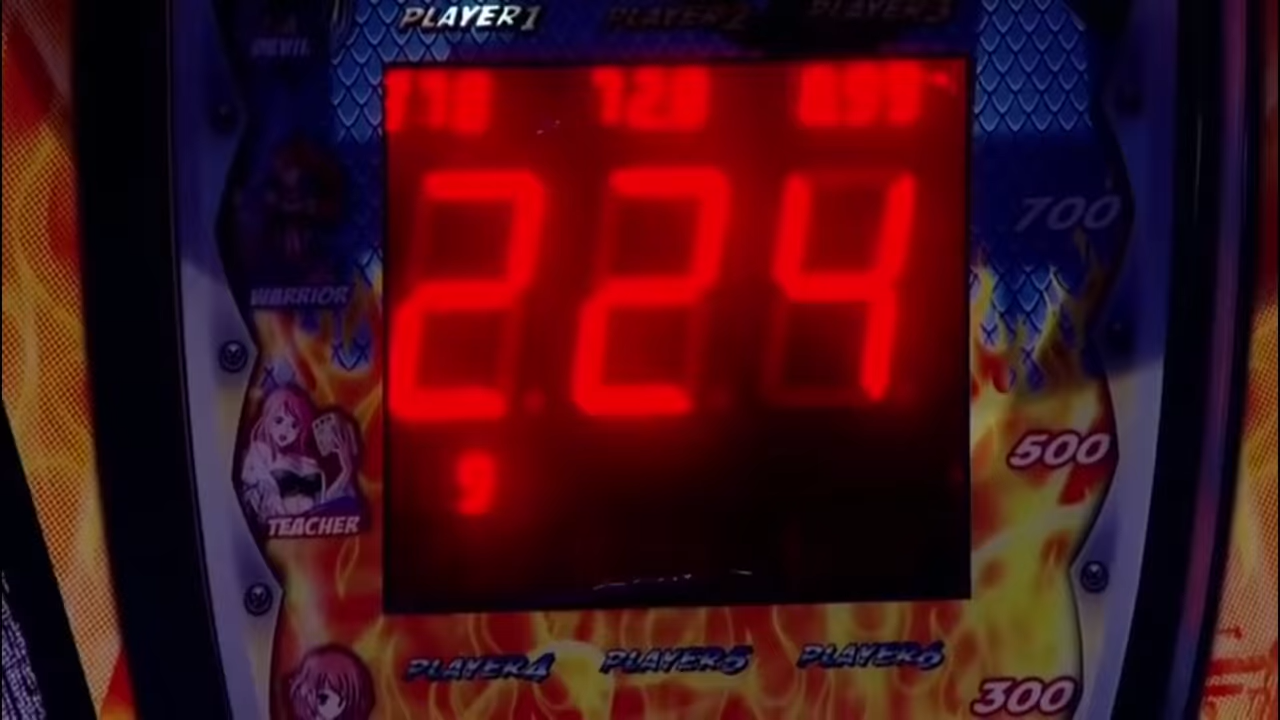 PLAYER1 PLAYER2 PLAYER3
DEVIL
128
700
224
WARRIOR
500
9
TEACHER
PLAYER4 PLAYER5 PLAYER6
300